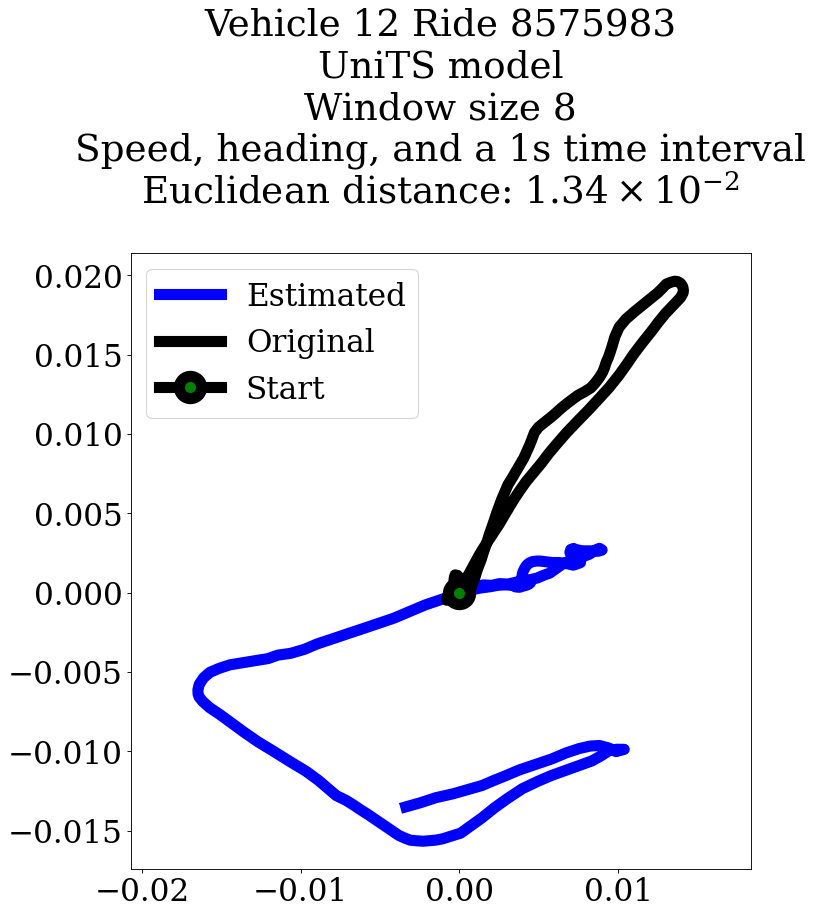 Vehicle 12 Ride 8575983
UniTS model
Window size 8
Speed, heading, and a 1s time interval
Euclidean distance: 1.34 × 10⁻²
Estimated
Original
Start
0.020
0.015
0.010
0.005
0.000
−0.005
−0.010
−0.015
−0.02 −0.01 0.00 0.01